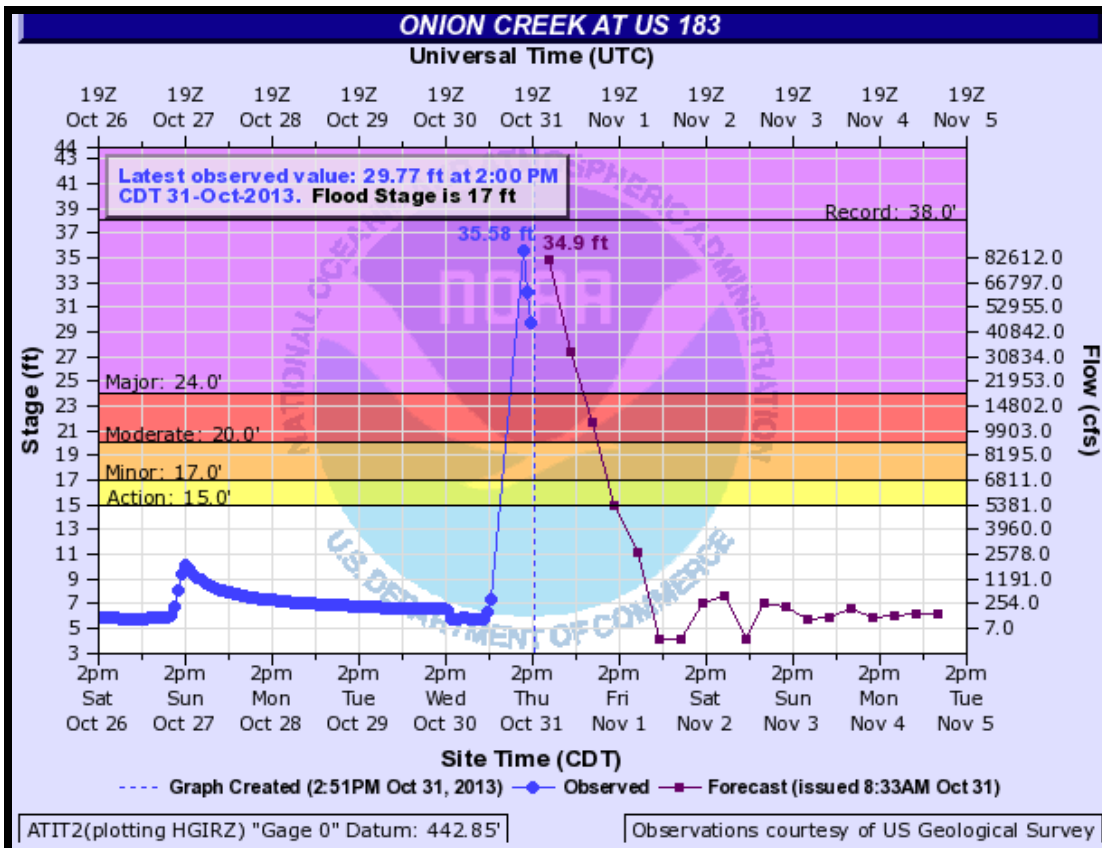 ONION CREEK AT US 183
Universal Time (UTC)
19Z 19Z 19Z 19Z 19Z 19Z 19Z 19Z 19Z 19Z 19Z
Oct 26 Oct 27 Oct 28 Oct 29 Oct 30 Oct 31 Nov 1 Nov 2 Nov 3 Nov 4 Nov 5
Latest observed value: 29.77 ft at 2:00 PM
CDT 31-Oct-2013. Flood Stage is 17 ft
Record: 38.0'
35.58 ft
34.9 ft
Major: 24.0'
Moderate: 20.0'
Minor: 17.0'
Action: 15.0'
Stage (ft)
44
43
41
39
37
35
33
31
29
27
25
23
21
19
17
15
13
11
9
7
5
3
82612.0
66797.0
52955.0
40842.0
30834.0
21953.0
14802.0
9903.0
8195.0
6811.0
5381.0
3960.0
2578.0
1191.0
254.0
7.0
Flow (cfs)
NATIONAL OCEANIC AND ATMOSPHERIC ADMINISTRATION
NOAA
U.S. DEPARTMENT OF COMMERCE
2pm 2pm 2pm 2pm 2pm 2pm 2pm 2pm 2pm 2pm 2pm
Sat Sun Mon Tue Wed Thu Fri Sat Sun Mon Tue
Oct 26 Oct 27 Oct 28 Oct 29 Oct 30 Oct 31 Nov 1 Nov 2 Nov 3 Nov 4 Nov 5
Site Time (CDT)
Graph Created (2:51PM Oct 31, 2013) Observed Forecast (issued 8:33AM Oct 31)
ATIT2(plotting HGIRZ) "Gage 0" Datum: 442.85'
Observations courtesy of US Geological Survey